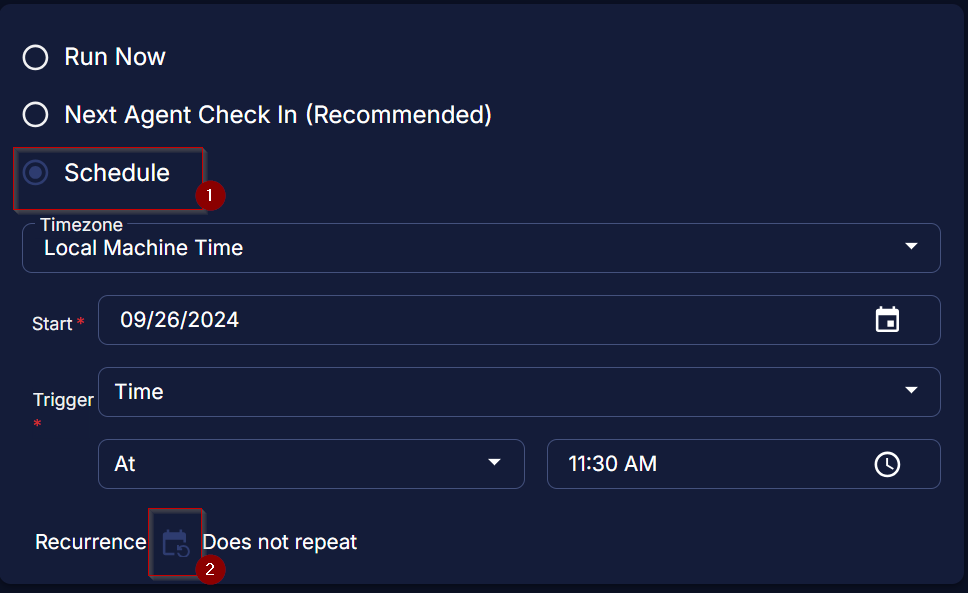 Run Now
Next Agent Check In (Recommended)
Schedule
1
Timezone
Local Machine Time
Start * 09/26/2024
Trigger * Time
At 11:30 AM
Recurrence Does not repeat
2